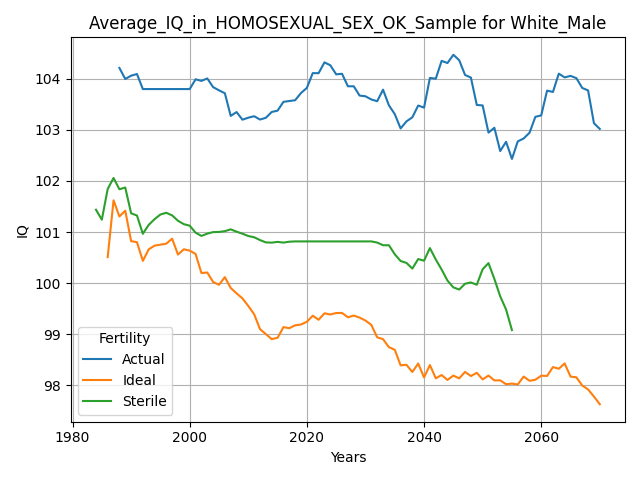 Average_IQ_in_HOMOSEXUAL_SEX_OK_Sample for White_Male
IQ
104
103
102
101
100
99
98
Fertility
Actual
Ideal
Sterile
1980
2000
2020
2040
2060
Years